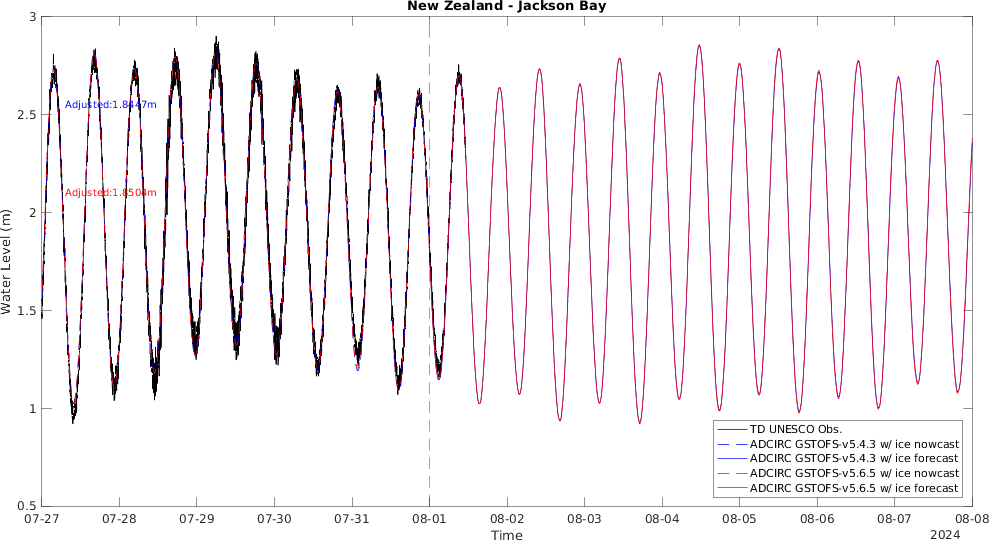 New Zealand - Jackson Bay
Water Level (m)
3
2.5
2
1.5
1
0.5
Adjusted:1.8447m
Adjusted:1.8504m
TD UNESCO Obs.
ADCIRC GSTOFS-v5.4.3 w/ ice nowcast
ADCIRC GSTOFS-v5.4.3 w/ ice forecast
ADCIRC GSTOFS-v5.6.5 w/ ice nowcast
ADCIRC GSTOFS-v5.6.5 w/ ice forecast
07-27 07-28 07-29 07-30 07-31 08-01 08-02 08-03 08-04 08-05 08-06 08-07 08-08
Time
2024